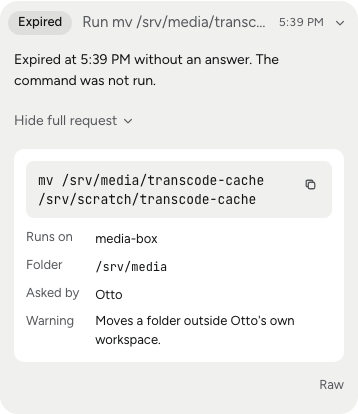 Expired Run mv /srv/media/transc... 5:39 PM
Expired at 5:39 PM without an answer. The
command was not run.
Hide full request
mv /srv/media/transcode-cache
/srv/scratch/transcode-cache
Runs on media-box
Folder /srv/media
Asked by Otto
Warning Moves a folder outside Otto's own
workspace.
Raw